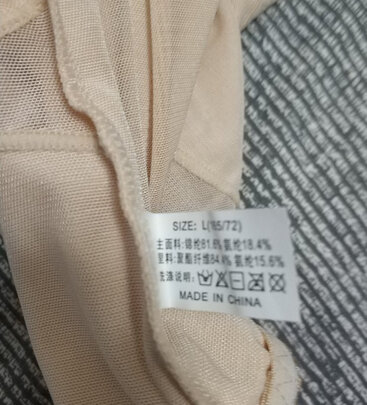 SIZE: L(165/72)
主面料:锦纶81.6% 氨纶18.4%
里料:聚酯纤维84.4% 氨纶15.6%
洗涤说明:
MADE IN CHINA